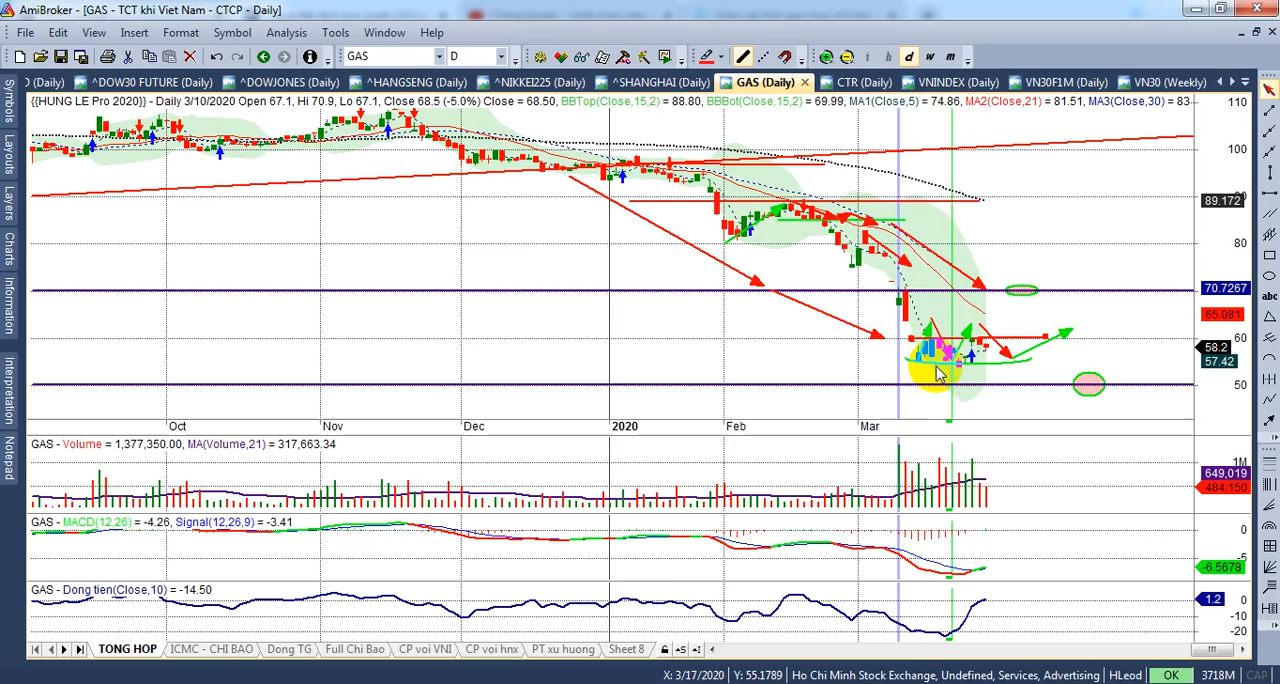 AmiBroker - [GAS - TCT khi Viet Nam - CTCP - Daily]
File Edit View Insert Format Symbol Analysis Tools Window Help
GAS D d w m
) (Daily) ^DOW30 FUTURE (Daily) ^DOWJONES (Daily) ^HANGSENG (Daily) ^NIKKEI225 (Daily) ^SHANGHAI (Daily) GAS (Daily) CTR (Daily) VNINDEX (Daily) VN30F1M (Daily) VN30 (Weekly)
{{HUNG LE Pro 2020}} - Daily 3/10/2020 Open 67.1, Hi 70.9, Lo 67.1, Close 68.5 (-5.0%) Close = 68.50, BBTop(Close,15,2) = 88.80, BBBot(Close,15,2) = 69.99, MA1(Close,5) = 74.86, MA2(Close,21) = 81.51, MA3(Close,30) = 83
110
100
90
89.172
80
70.7267
65.081
60
58.2
57.42
50
Oct Nov Dec 2020 Feb Mar
GAS - Volume = 1,377,350.00, MA(Volume,21) = 317,663.34
1M
649,019
484,150
GAS - MACD(12,26) = -4.26, Signal(12,26,9) = -3.41
0
-5
-6.5678
GAS - Dong tien(Close,10) = -14.50
1.2
0
-10
-20
Symbols
Layouts
Layers
Charts
Information
Interpretation
Notepad
abc
TONG HOP ICMC - CHI BAO Dong TG Full Chi Bao CP voi VNI CP voi hnx PT xu huong Sheet 8
X: 3/17/2020 Y: 55.1789 Ho Chi Minh Stock Exchange, Undefined, Services, Advertising HLeod OK 3718M CAP